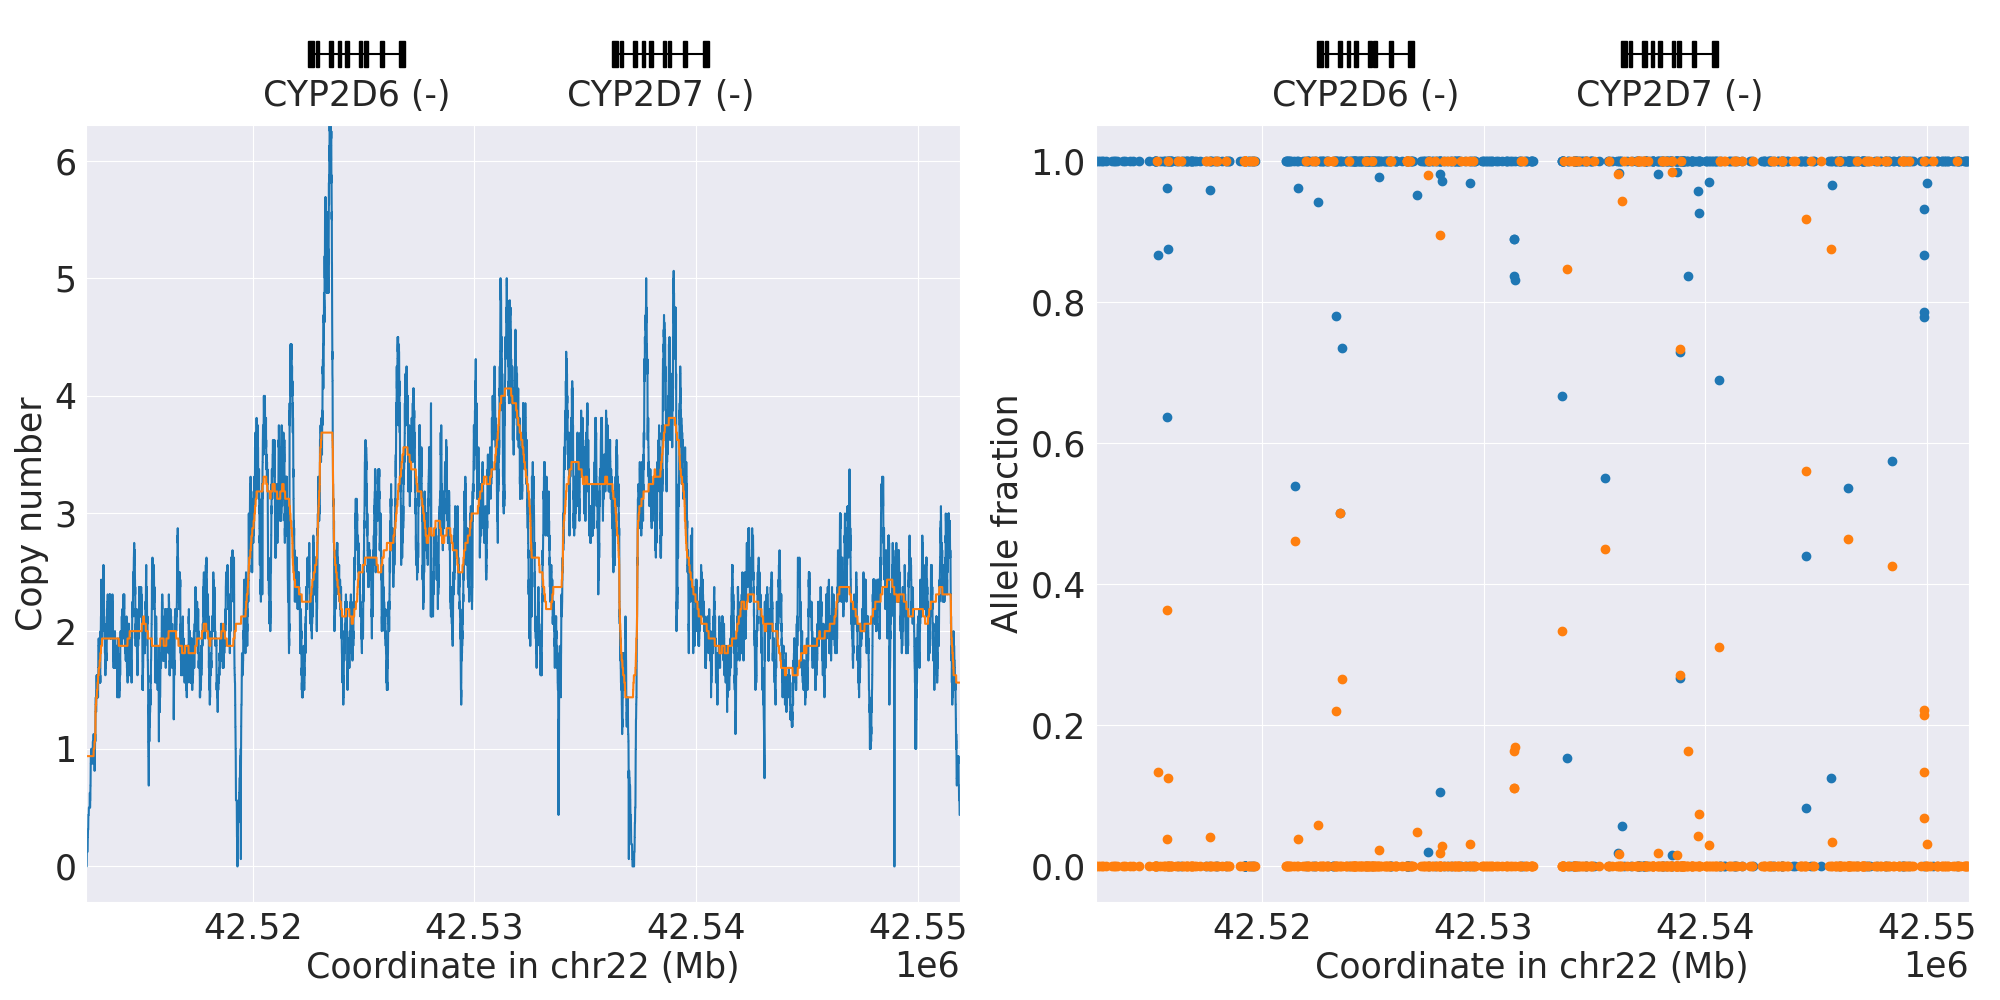 CYP2D6 (-)
CYP2D7 (-)
6
5
4
3
2
1
0
Copy number
42.52
42.53
42.54
42.55
Coordinate in chr22 (Mb)
1e6
CYP2D6 (-)
CYP2D7 (-)
1.0
0.8
0.6
0.4
0.2
0.0
Allele fraction
42.52
42.53
42.54
42.55
Coordinate in chr22 (Mb)
1e6